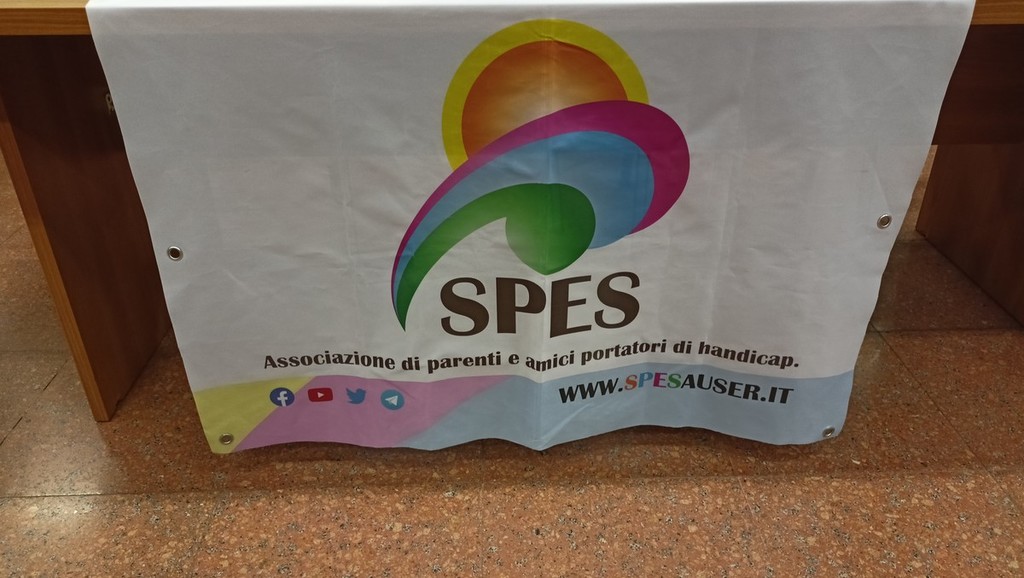 SPES
Associazione di parenti e amici portatori di handicap.
WWW.SPESAUSER.IT